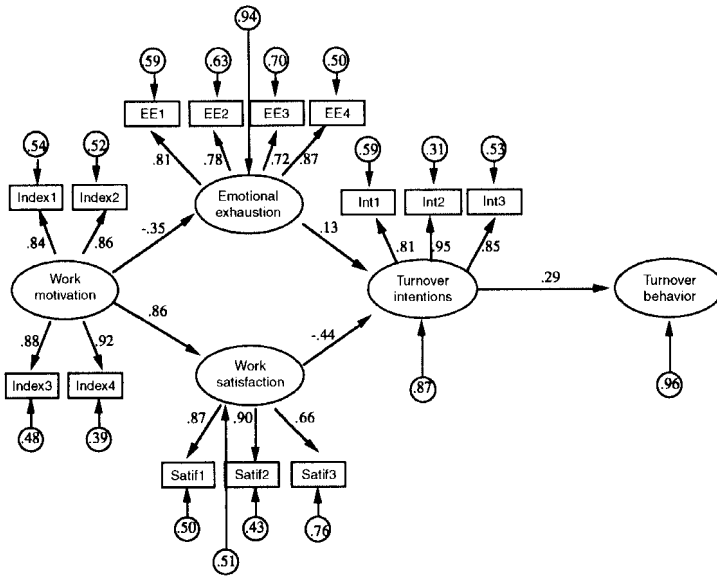 .94
.59 .63 .70 .50
EE1 EE2 EE3 EE4
.81 .78 .72 .87
.54 .52
Index1 Index2
.84 .86
Emotional
exhaustion
.59 .31 .53
Int1 Int2 Int3
.81 .95 .85
-.35 .13
Work
motivation
Turnover
intentions
.29
Turnover
behavior
.86 -.44
.88 .92
Index3 Index4
.48 .39
Work
satisfaction
.87 .96
.87 .90 .66
Satif1 Satif2 Satif3
.50 .43 .76
.51